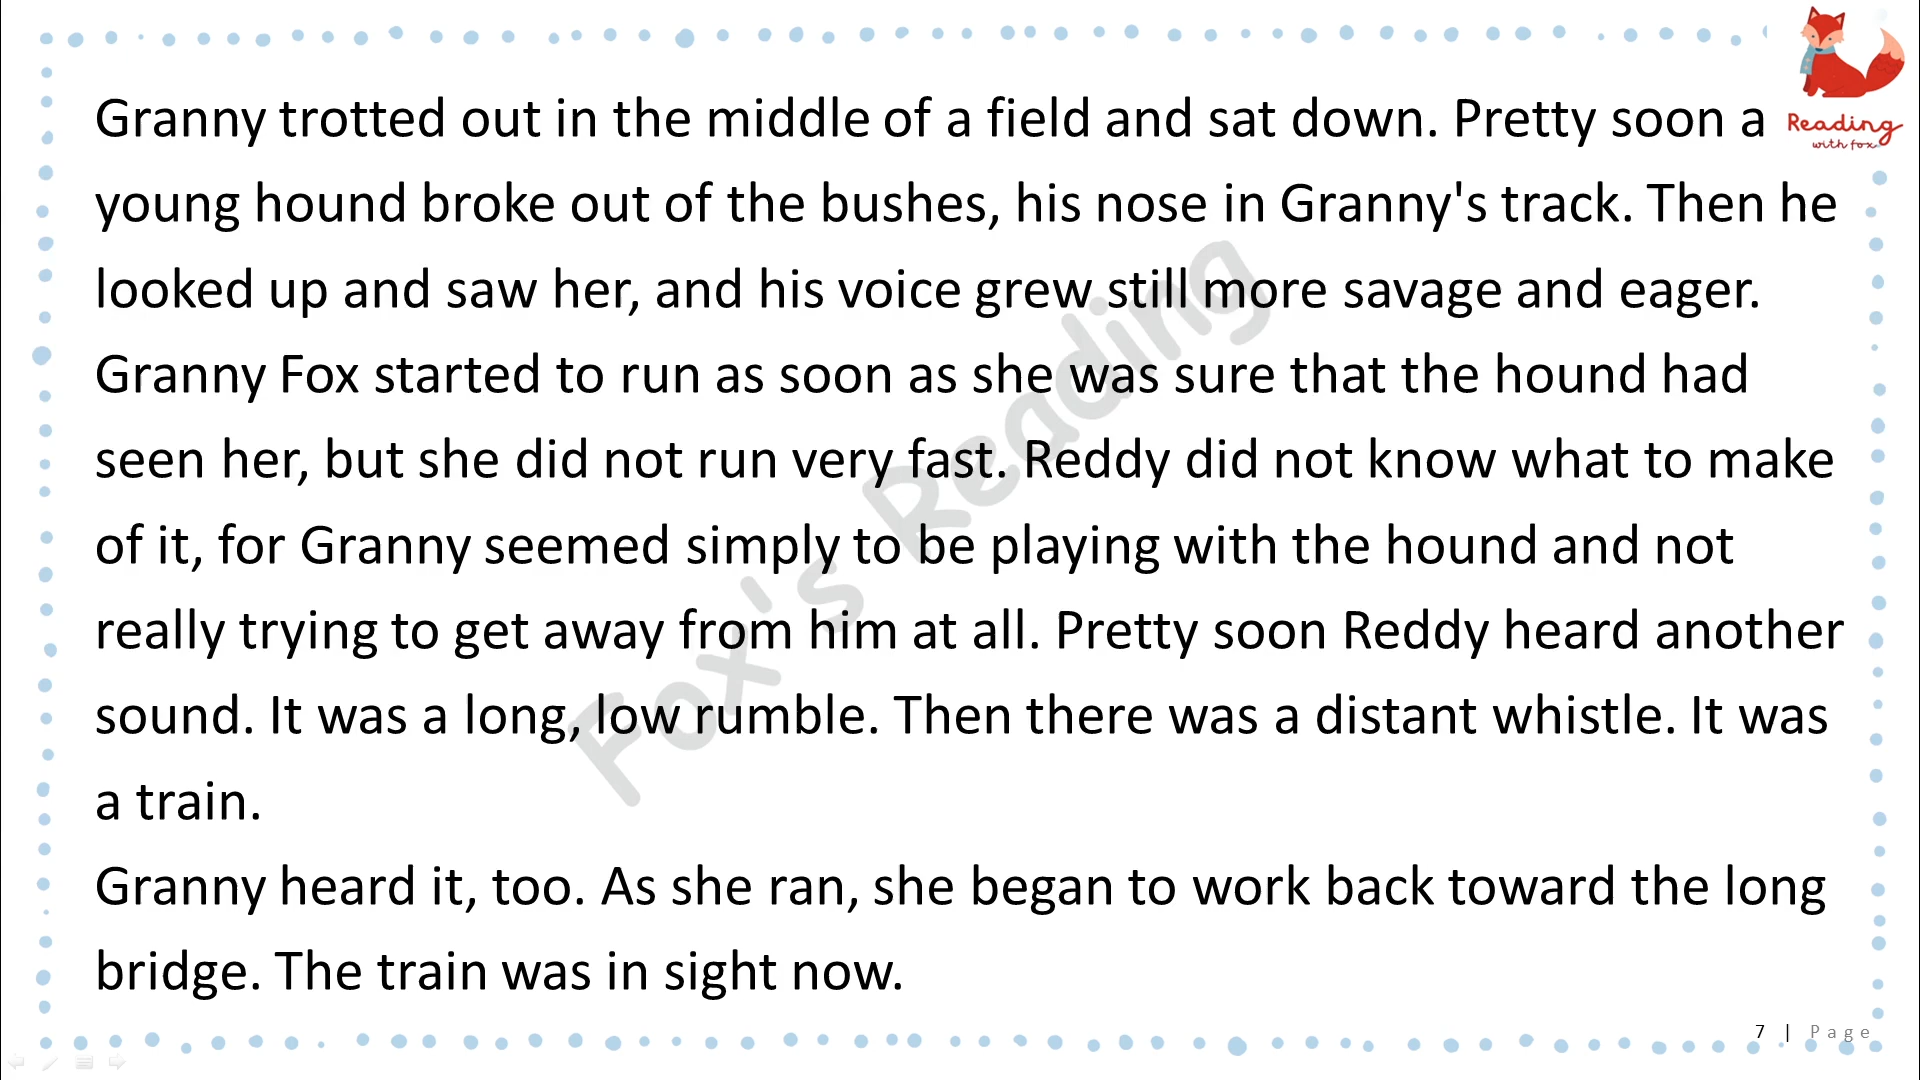 Granny trotted out in the middle of a field and sat down. Pretty soon a
young hound broke out of the bushes, his nose in Granny's track. Then he
looked up and saw her, and his voice grew still more savage and eager.
Granny Fox started to run as soon as she was sure that the hound had
seen her, but she did not run very fast. Reddy did not know what to make
of it, for Granny seemed simply to be playing with the hound and not
really trying to get away from him at all. Pretty soon Reddy heard another
sound. It was a long, low rumble. Then there was a distant whistle. It was
a train.
Granny heard it, too. As she ran, she began to work back toward the long
bridge. The train was in sight now.
Reading
with fox
Fox's Reading
7 | Page